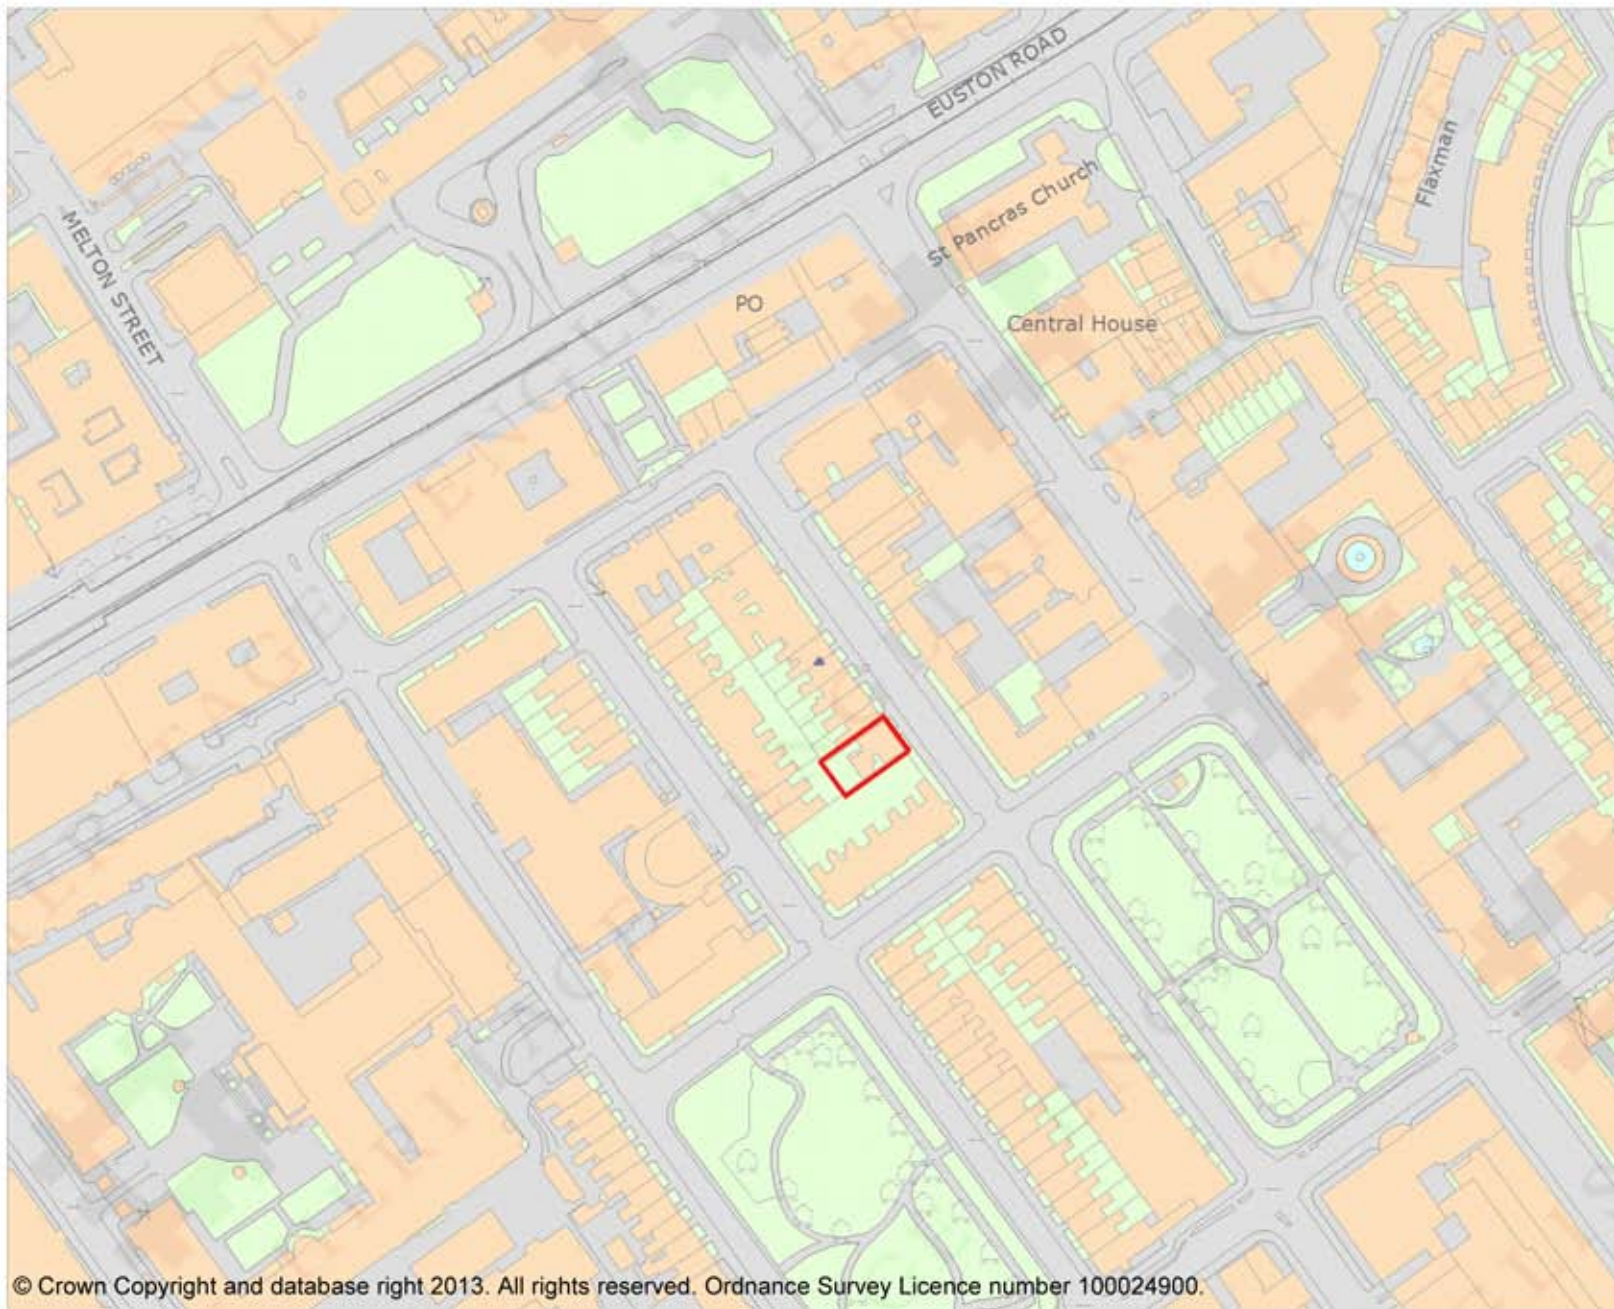 EUSTON ROAD
Flaxman
St Pancras Church
MELTON STREET
PO
Central House
© Crown Copyright and database right 2013. All rights reserved. Ordnance Survey Licence number 100024900.